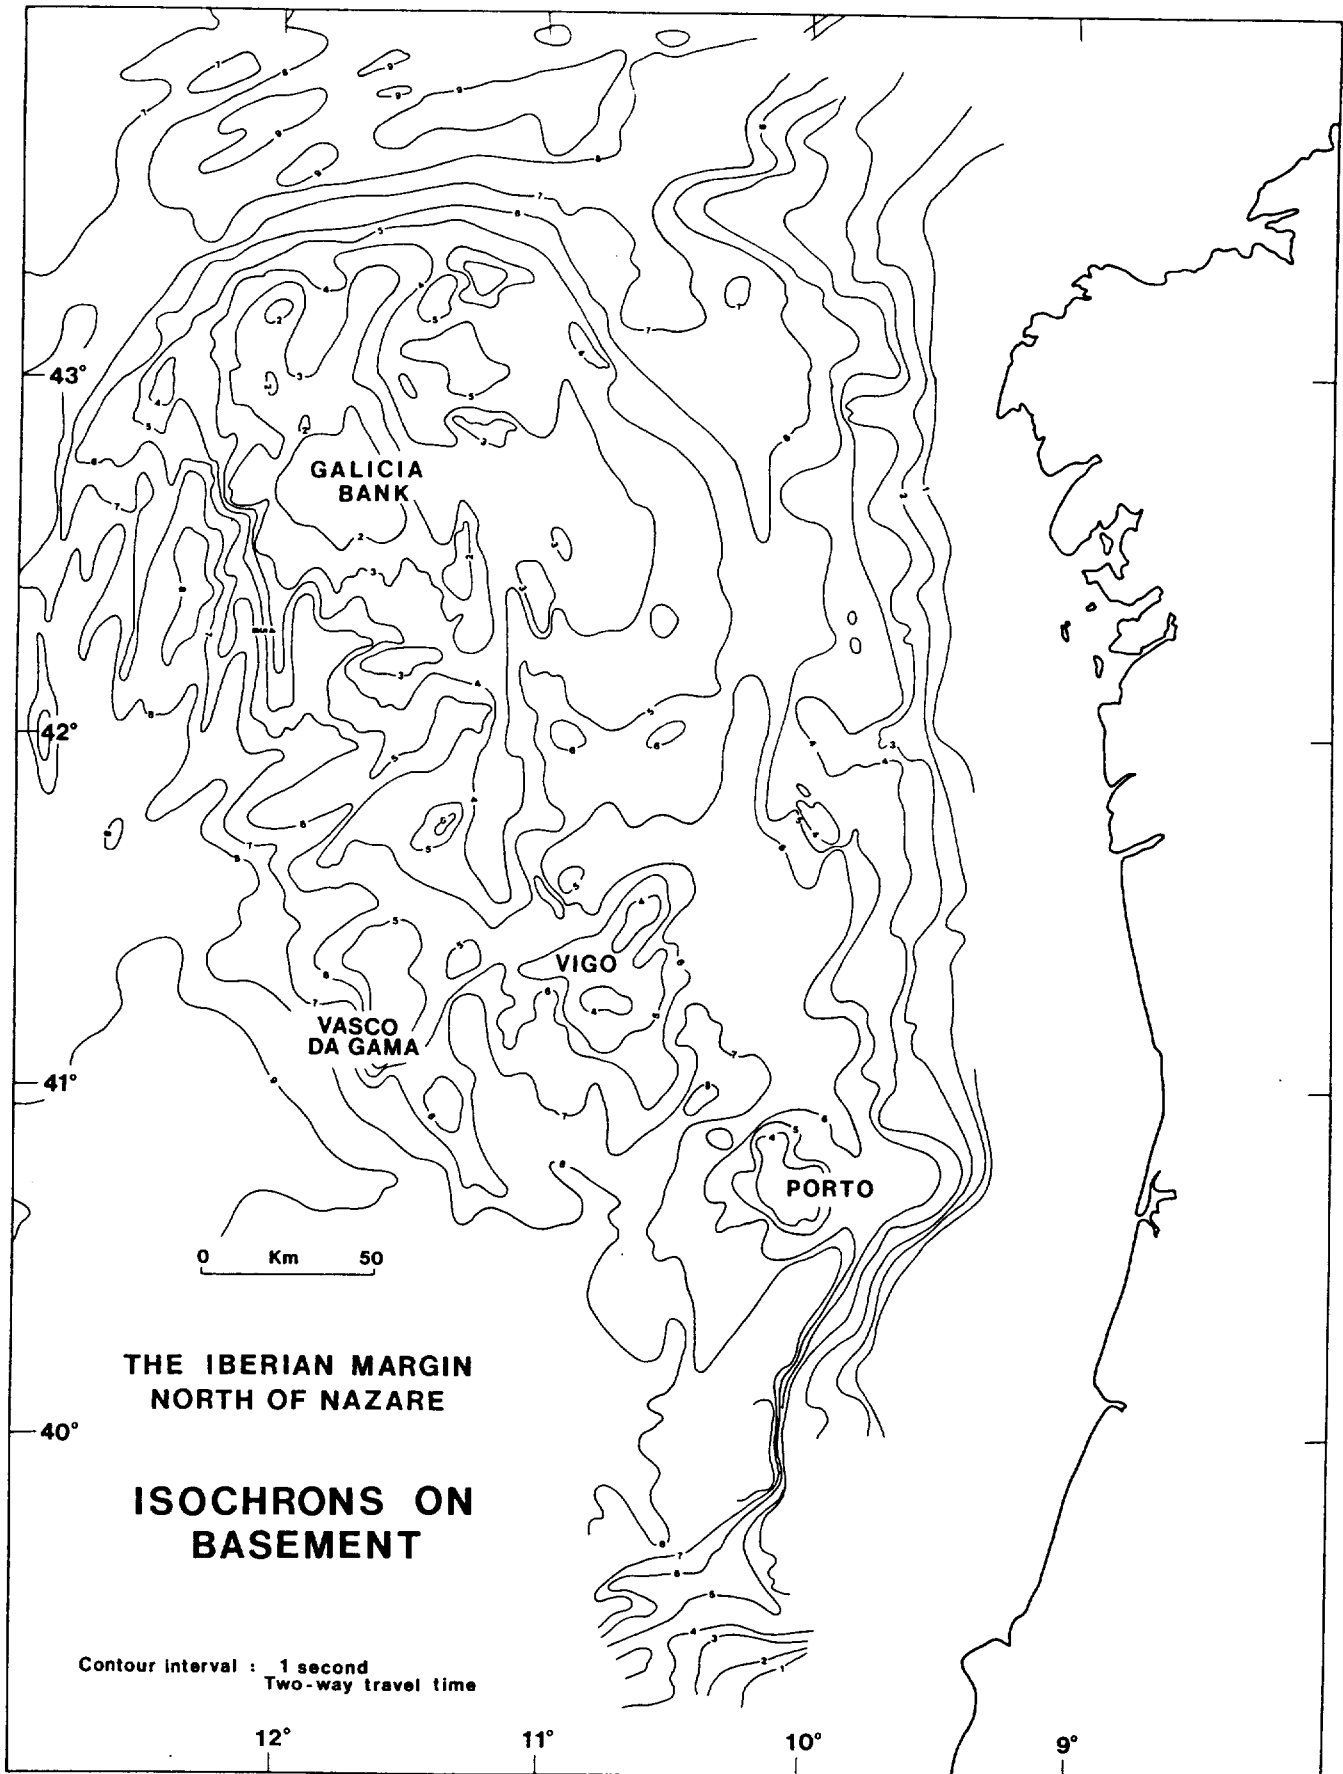 43°
GALICIA
BANK
42°
VIGO
VASCO
DA GAMA
41°
PORTO
0 Km 50
THE IBERIAN MARGIN
NORTH OF NAZARE
40°
ISOCHRONS ON
BASEMENT
Contour interval : 1 second
Two-way travel time
12° 11° 10° 9°